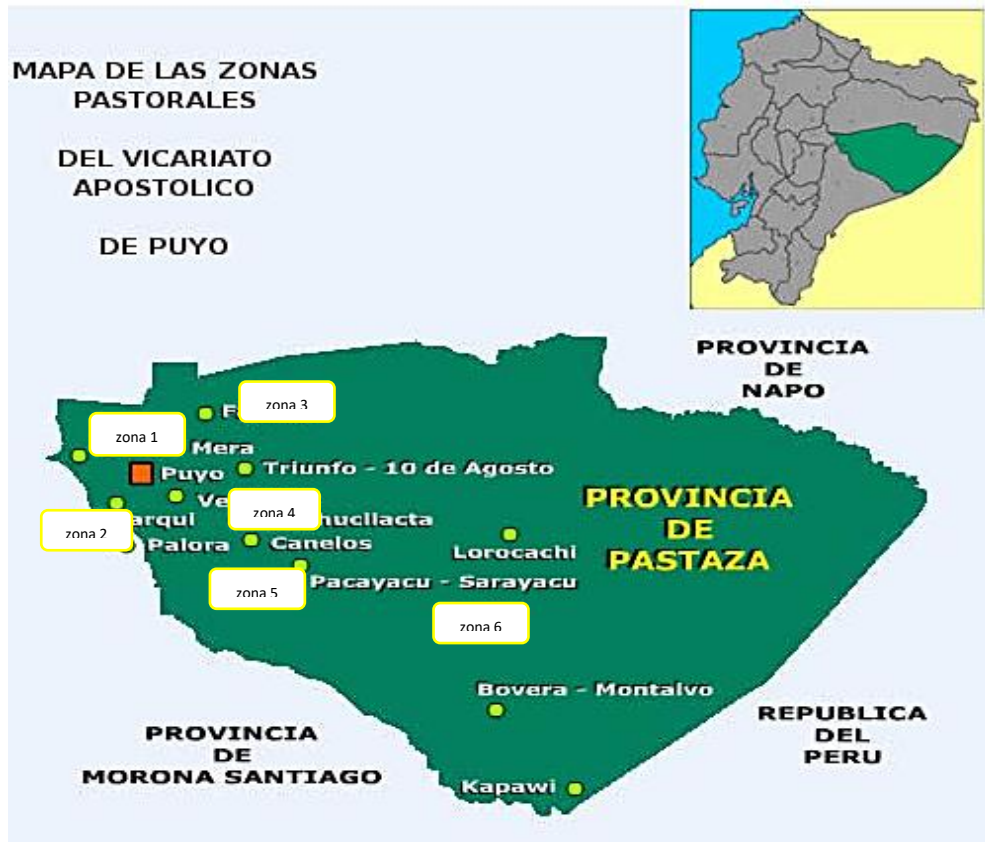 MAPA DE LAS ZONAS
PASTORALES
DEL VICARIATO
APOSTOLICO
DE PUYO
PROVINCIA
DE
NAPO
zona 3
zona 1
Mera
Puyo
Triunfo - 10 de Agosto
zona 4
zona 2
Palora
Canelos
Lorocachi
PROVINCIA
DE
PASTAZA
Pacayacu - Sarayacu
zona 5
zona 6
Bovera - Montalvo
REPUBLICA
DEL
PERU
PROVINCIA
DE
MORONA SANTIAGO
Kapawi